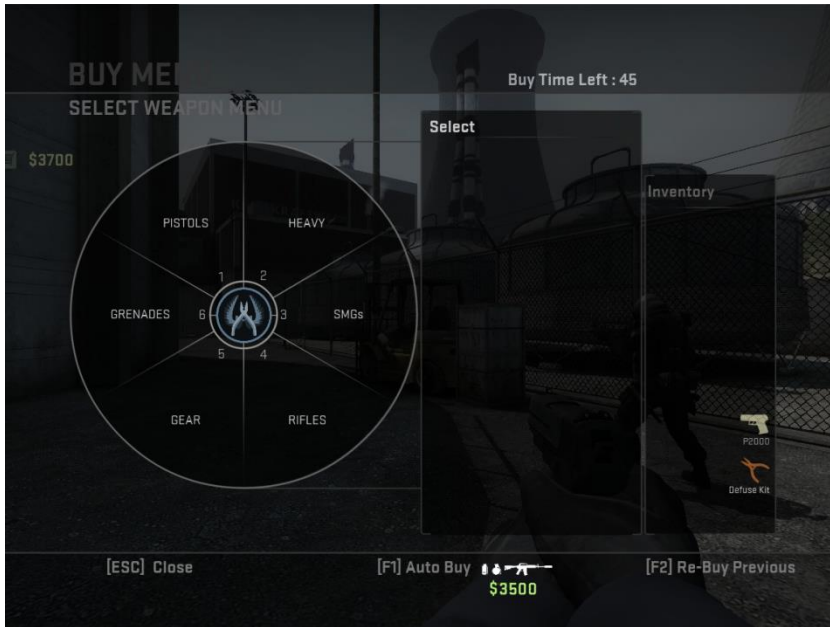 BUY MENU
Buy Time Left : 45
SELECT WEAPON MENU
Select
$3700
Inventory
PISTOLS
HEAVY
1
2
GRENADES
6
3
SMGs
5
4
GEAR
RIFLES
P2000
Defuse Kit
[ESC] Close
[F1] Auto Buy
[F2] Re-Buy Previous
$3500